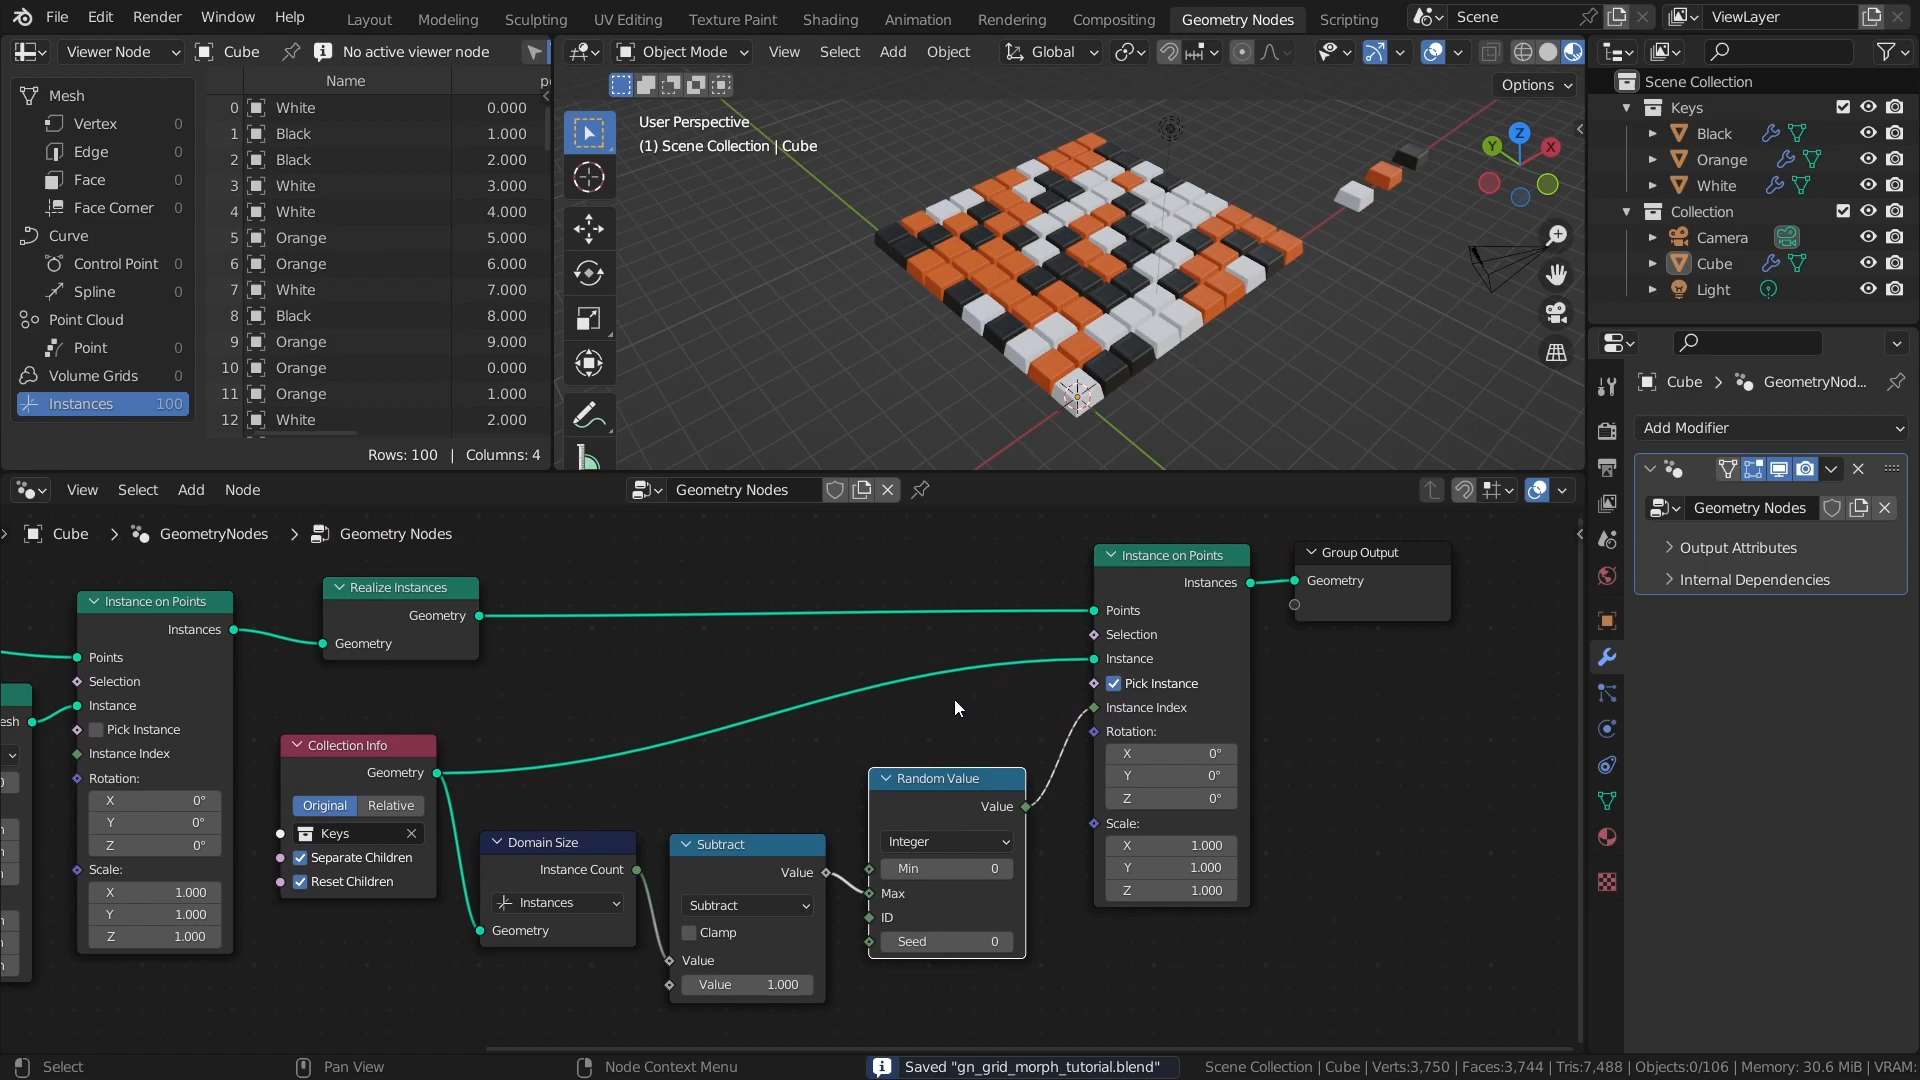 File Edit Render Window Help Layout Modeling Sculpting UV Editing Texture Paint Shading Animation Rendering Compositing Geometry Nodes Scripting Scene ViewLayer
Viewer Node Cube No active viewer node
Object Mode View Select Add Object Global
Options
Name
Mesh
Vertex 0
Edge 0
Face 0
Face Corner 0
Curve
Control Point 0
Spline 0
Point Cloud
Point 0
Volume Grids 0
Instances 100
0 White 0.000
1 Black 1.000
2 Black 2.000
3 White 3.000
4 White 4.000
5 Orange 5.000
6 Orange 6.000
7 White 7.000
8 Black 8.000
9 Orange 9.000
10 Orange 0.000
11 Orange 1.000
12 White 2.000
Rows: 100 | Columns: 4
User Perspective
(1) Scene Collection | Cube
Z
Y
X
Scene Collection
Keys
Black
Orange
White
Collection
Camera
Cube
Light
Cube > GeometryNod...
Add Modifier
Geometry Nodes
Output Attributes
Internal Dependencies
View Select Add Node Geometry Nodes
Cube > GeometryNodes > Geometry Nodes
Instance on Points
Instances
Points
Selection
Instance
Pick Instance
Instance Index
Rotation:
X 0°
Y 0°
Z 0°
Scale:
X 1.000
Y 1.000
Z 1.000
Realize Instances
Geometry
Geometry
Collection Info
Geometry
Original Relative
Keys
Separate Children
Reset Children
Domain Size
Instance Count
Instances
Geometry
Subtract
Value
Subtract
Clamp
Value
Value 1.000
Random Value
Value
Integer
Min 0
Max
ID
Seed 0
Instance on Points
Instances
Points
Selection
Instance
Pick Instance
Instance Index
Rotation:
X 0°
Y 0°
Z 0°
Scale:
X 1.000
Y 1.000
Z 1.000
Group Output
Geometry
Select Pan View Node Context Menu Saved "gn_grid_morph_tutorial.blend" Scene Collection | Cube | Verts:3,750 | Faces:3,744 | Tris:7,488 | Objects:0/106 | Memory: 30.6 MiB | VRAM: